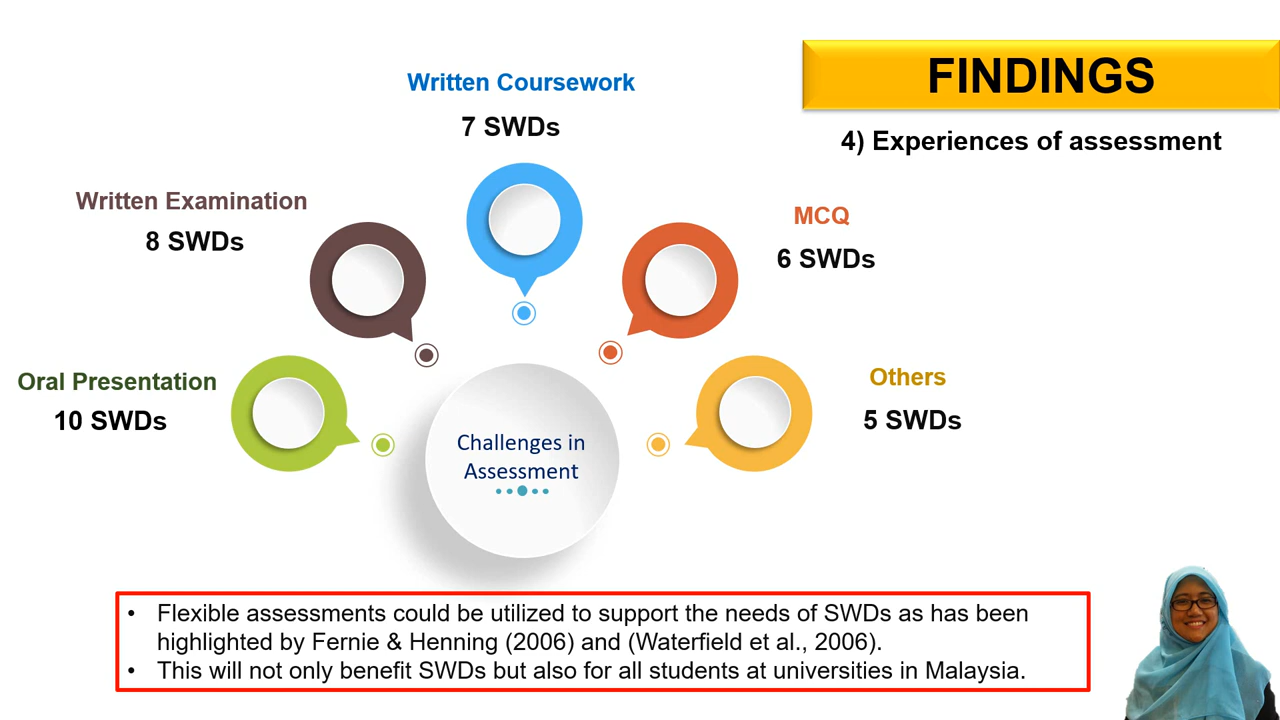 FINDINGS
4) Experiences of assessment
Written Coursework
7 SWDs
Written Examination
8 SWDs
MCQ
6 SWDs
Oral Presentation
10 SWDs
Others
5 SWDs
Challenges in
Assessment
• Flexible assessments could be utilized to support the needs of SWDs as has been
highlighted by Fernie & Henning (2006) and (Waterfield et al., 2006).
• This will not only benefit SWDs but also for all students at universities in Malaysia.